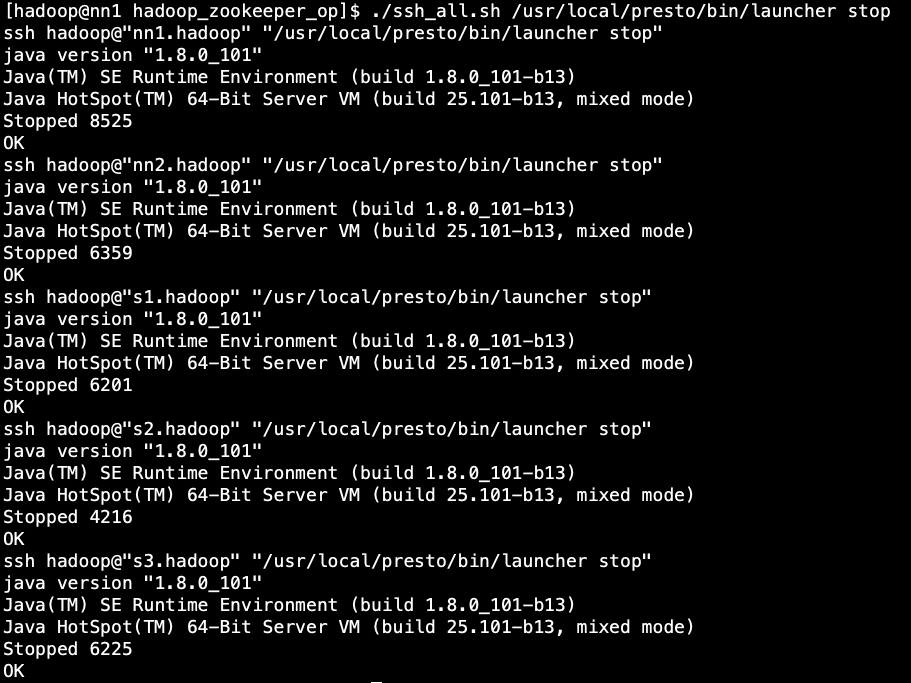 [hadoop@nn1 hadoop_zookeeper_op]$ ./ssh_all.sh /usr/local/presto/bin/launcher stop
ssh hadoop@"nn1.hadoop" "/usr/local/presto/bin/launcher stop"
java version "1.8.0_101"
Java(TM) SE Runtime Environment (build 1.8.0_101-b13)
Java HotSpot(TM) 64-Bit Server VM (build 25.101-b13, mixed mode)
Stopped 8525
OK
ssh hadoop@"nn2.hadoop" "/usr/local/presto/bin/launcher stop"
java version "1.8.0_101"
Java(TM) SE Runtime Environment (build 1.8.0_101-b13)
Java HotSpot(TM) 64-Bit Server VM (build 25.101-b13, mixed mode)
Stopped 6359
OK
ssh hadoop@"s1.hadoop" "/usr/local/presto/bin/launcher stop"
java version "1.8.0_101"
Java(TM) SE Runtime Environment (build 1.8.0_101-b13)
Java HotSpot(TM) 64-Bit Server VM (build 25.101-b13, mixed mode)
Stopped 6201
OK
ssh hadoop@"s2.hadoop" "/usr/local/presto/bin/launcher stop"
java version "1.8.0_101"
Java(TM) SE Runtime Environment (build 1.8.0_101-b13)
Java HotSpot(TM) 64-Bit Server VM (build 25.101-b13, mixed mode)
Stopped 4216
OK
ssh hadoop@"s3.hadoop" "/usr/local/presto/bin/launcher stop"
java version "1.8.0_101"
Java(TM) SE Runtime Environment (build 1.8.0_101-b13)
Java HotSpot(TM) 64-Bit Server VM (build 25.101-b13, mixed mode)
Stopped 6225
OK